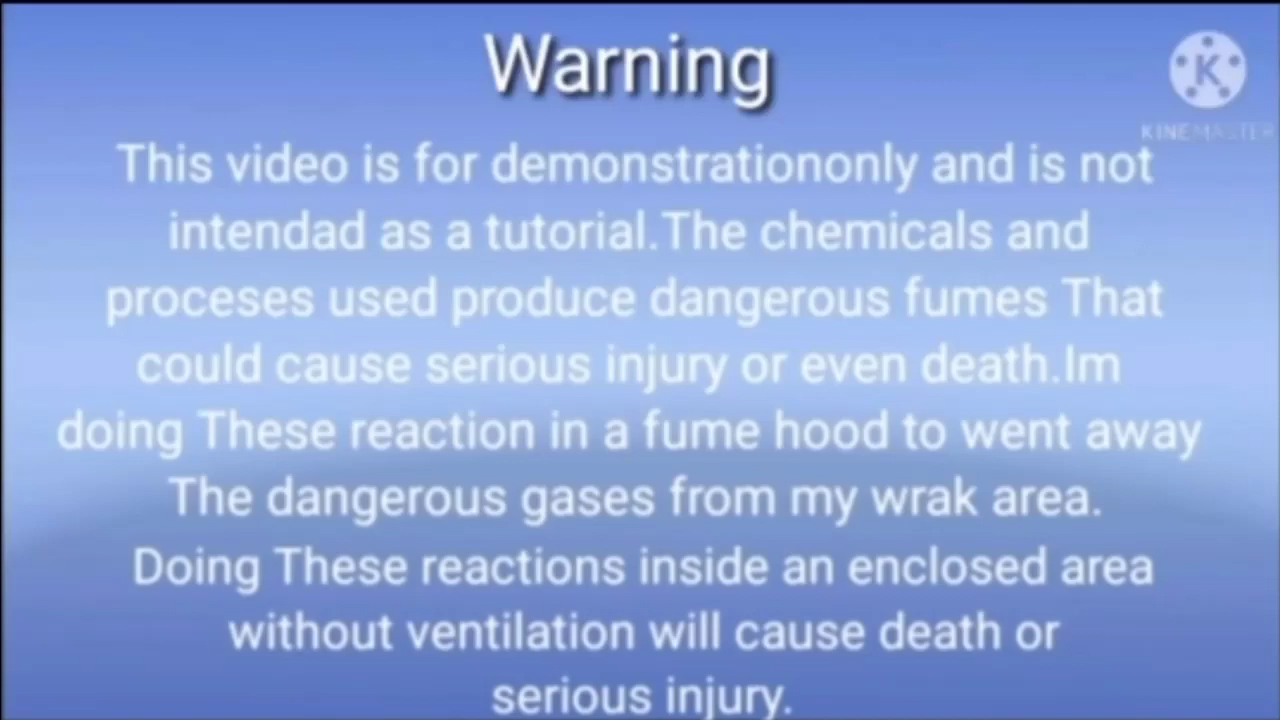 Warning
KINEMASTER
This video is for demonstrationonly and is not
intendad as a tutorial.The chemicals and
proceses used produce dangerous fumes That
could cause serious injury or even death.Im
doing These reaction in a fume hood to went away
The dangerous gases from my wrak area.
Doing These reactions inside an enclosed area
without ventilation will cause death or
serious injury.